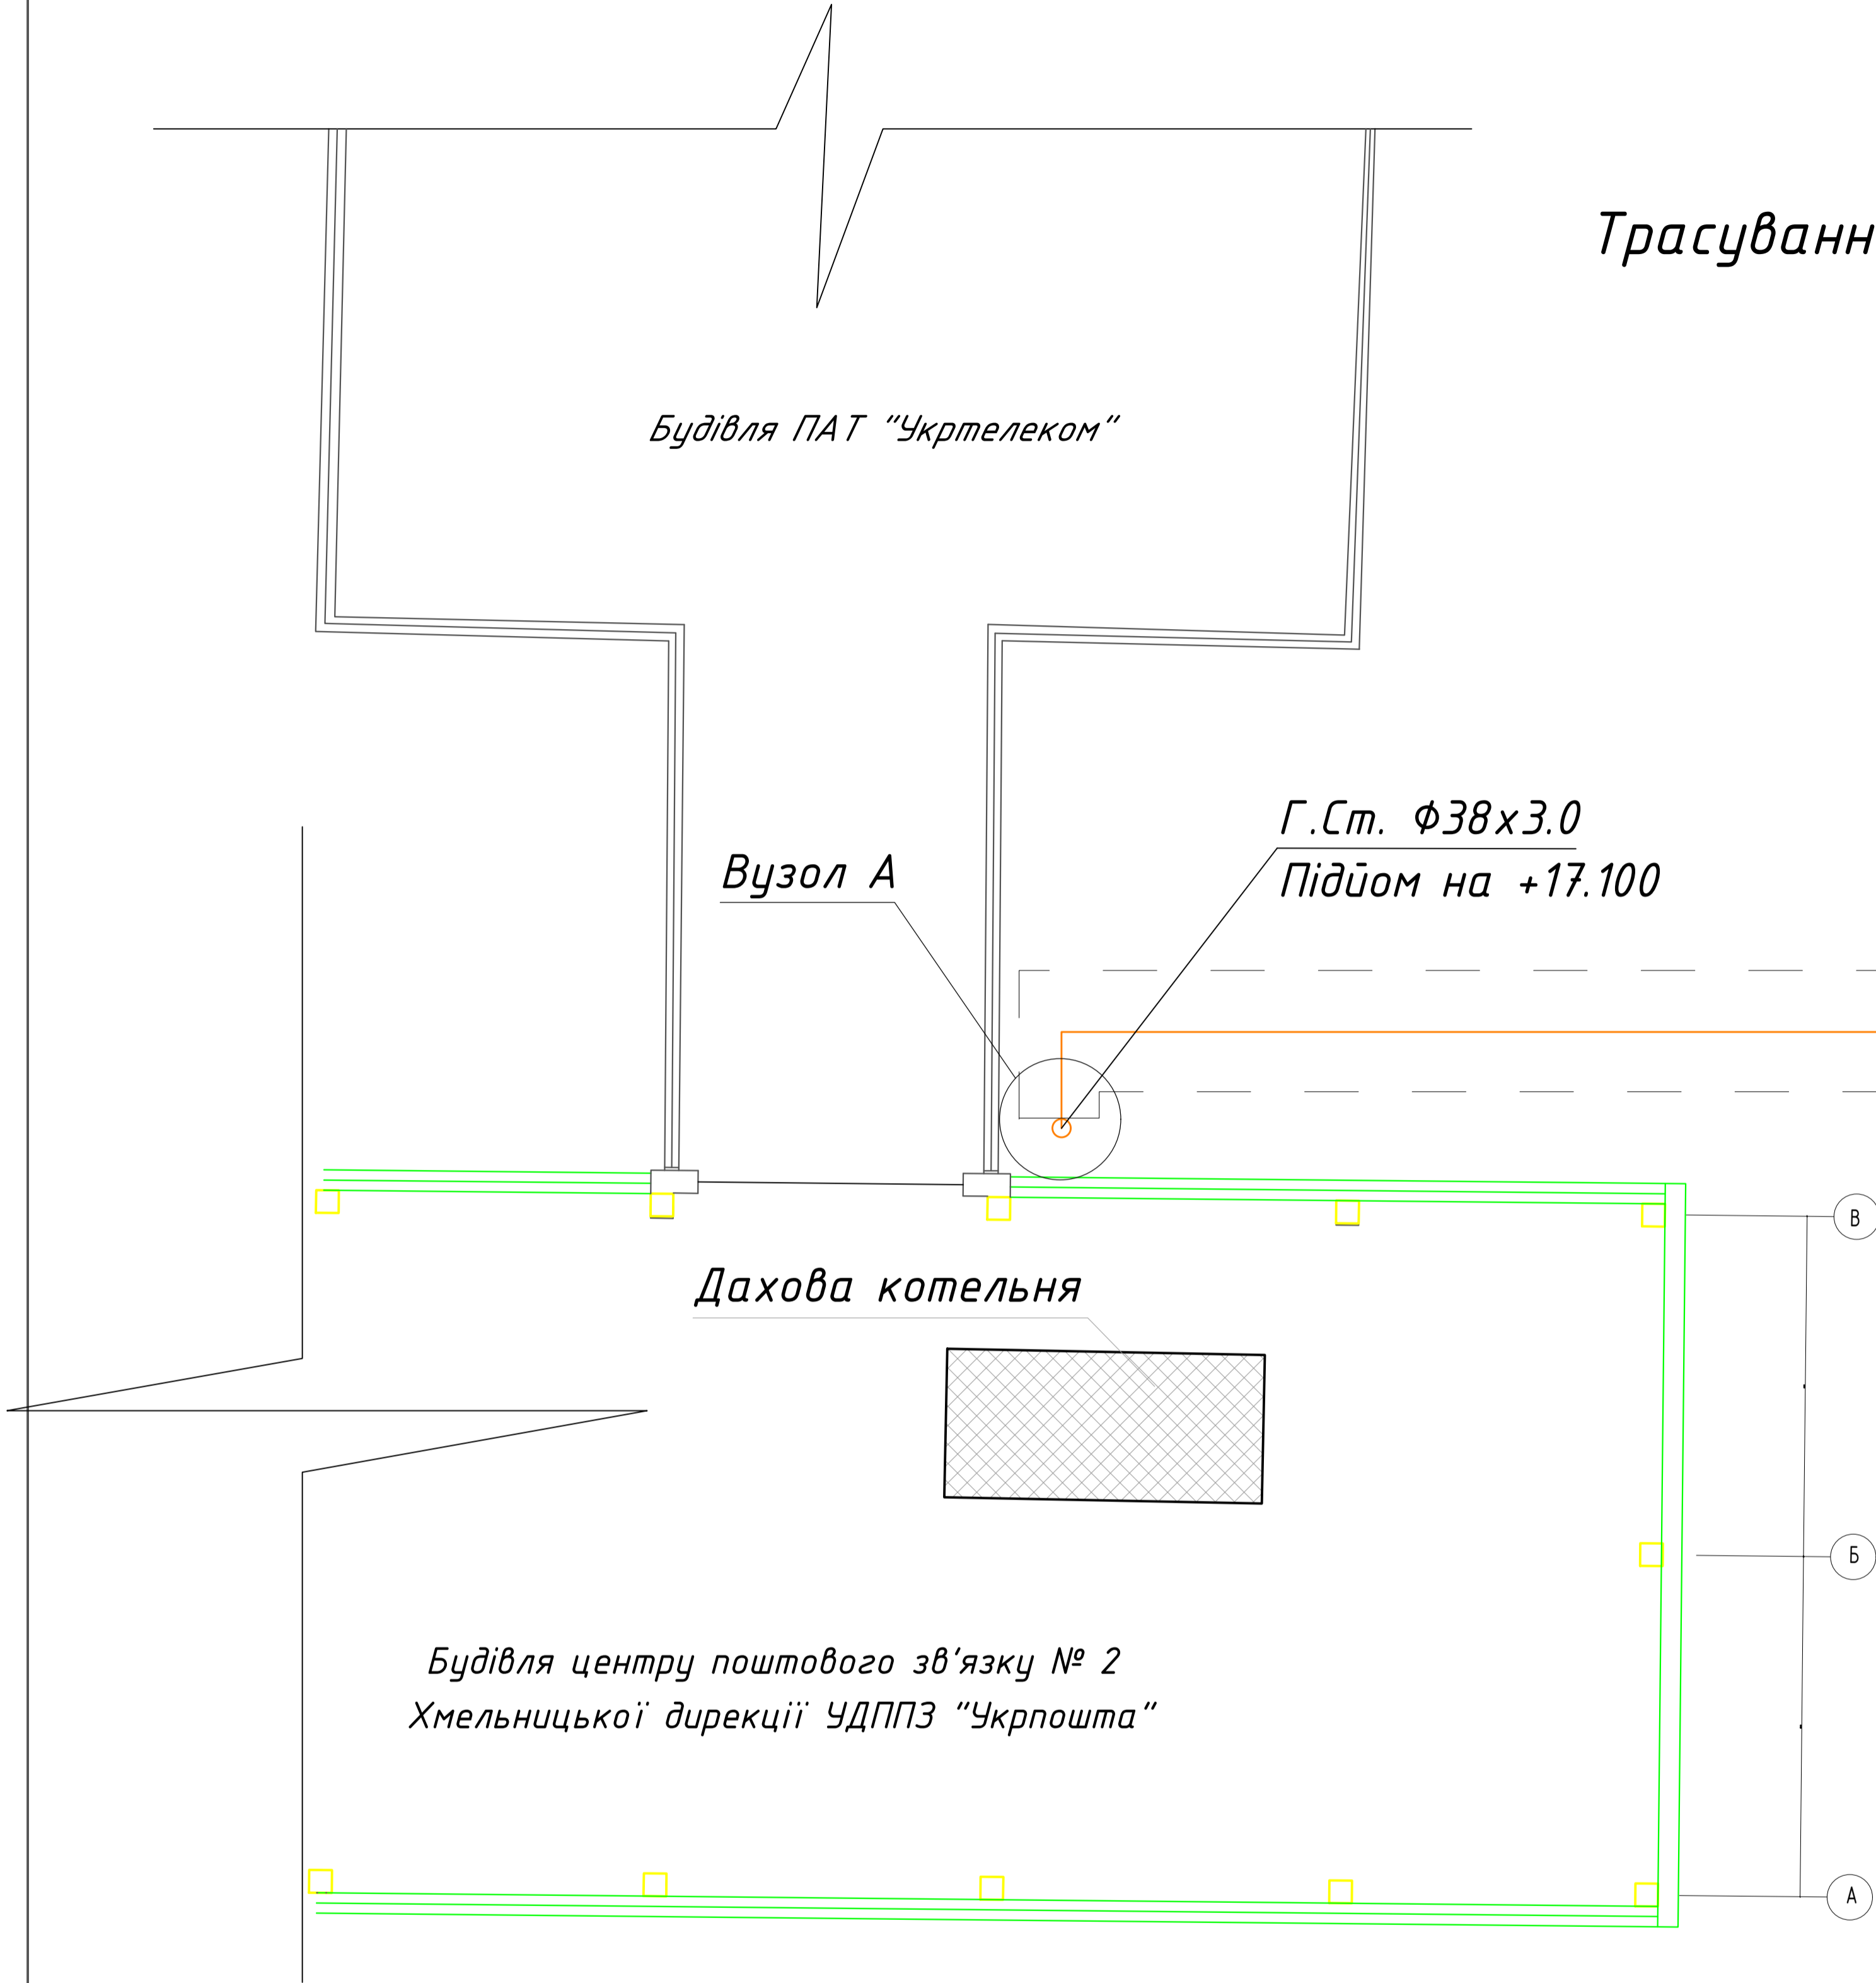 Трасуванн
Будівля ПАТ "Укртелеком"
Г.Ст. Ф38х3.0
Підйом на +17.100
Вузол А
В
Дахова котельня
Б
Будівля центру поштового зв'язку № 2
Хмельницької дирекції УДППЗ "Укрпошта"
А